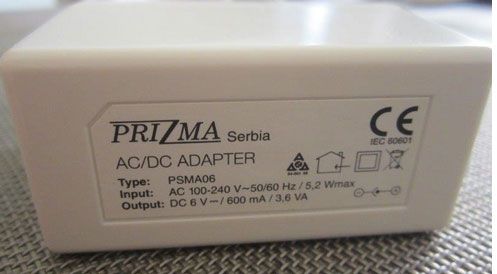 PRIZMA Serbia
CE
IEC 60601
AC/DC ADAPTER
Type: PSMA06
Input: AC 100-240 V~50/60 Hz / 5,2 Wmax
Output: DC 6 V⎓/ 600 mA / 3,6 VA